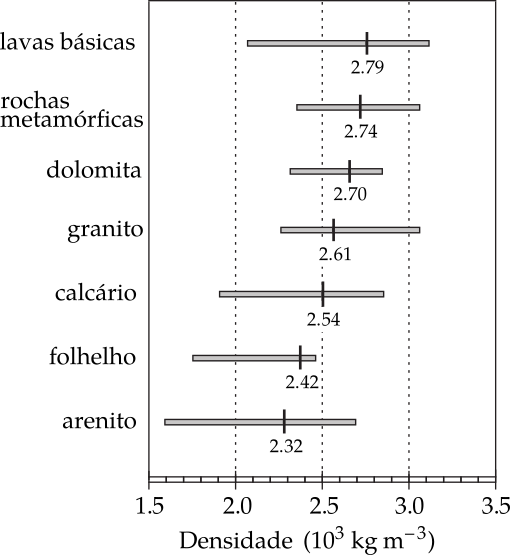 lavas básicas
2.79
rochas
metamórficas
2.74
dolomita
2.70
granito
2.61
calcário
2.54
folhelho
2.42
arenito
2.32
1.5 2.0 2.5 3.0 3.5
Densidade (10³ kg m⁻³)